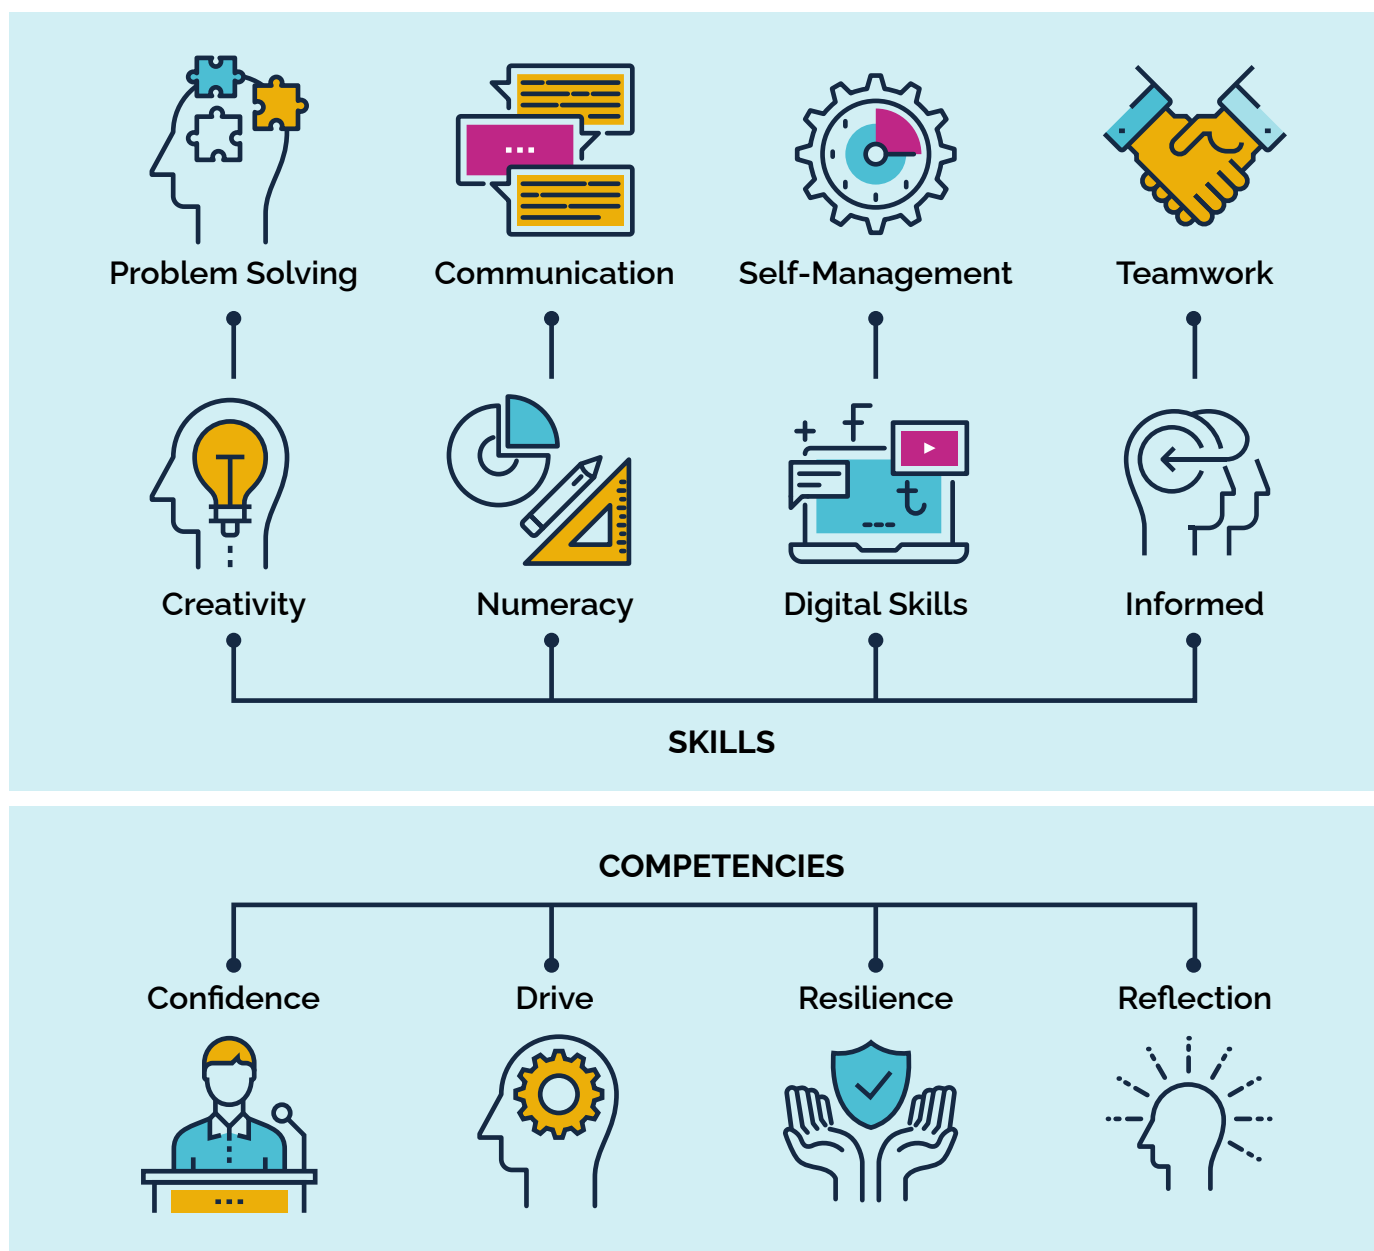 Problem Solving
Communication
Self-Management
Teamwork
Creativity
Numeracy
Digital Skills
Informed
SKILLS
COMPETENCIES
Confidence
Drive
Resilience
Reflection